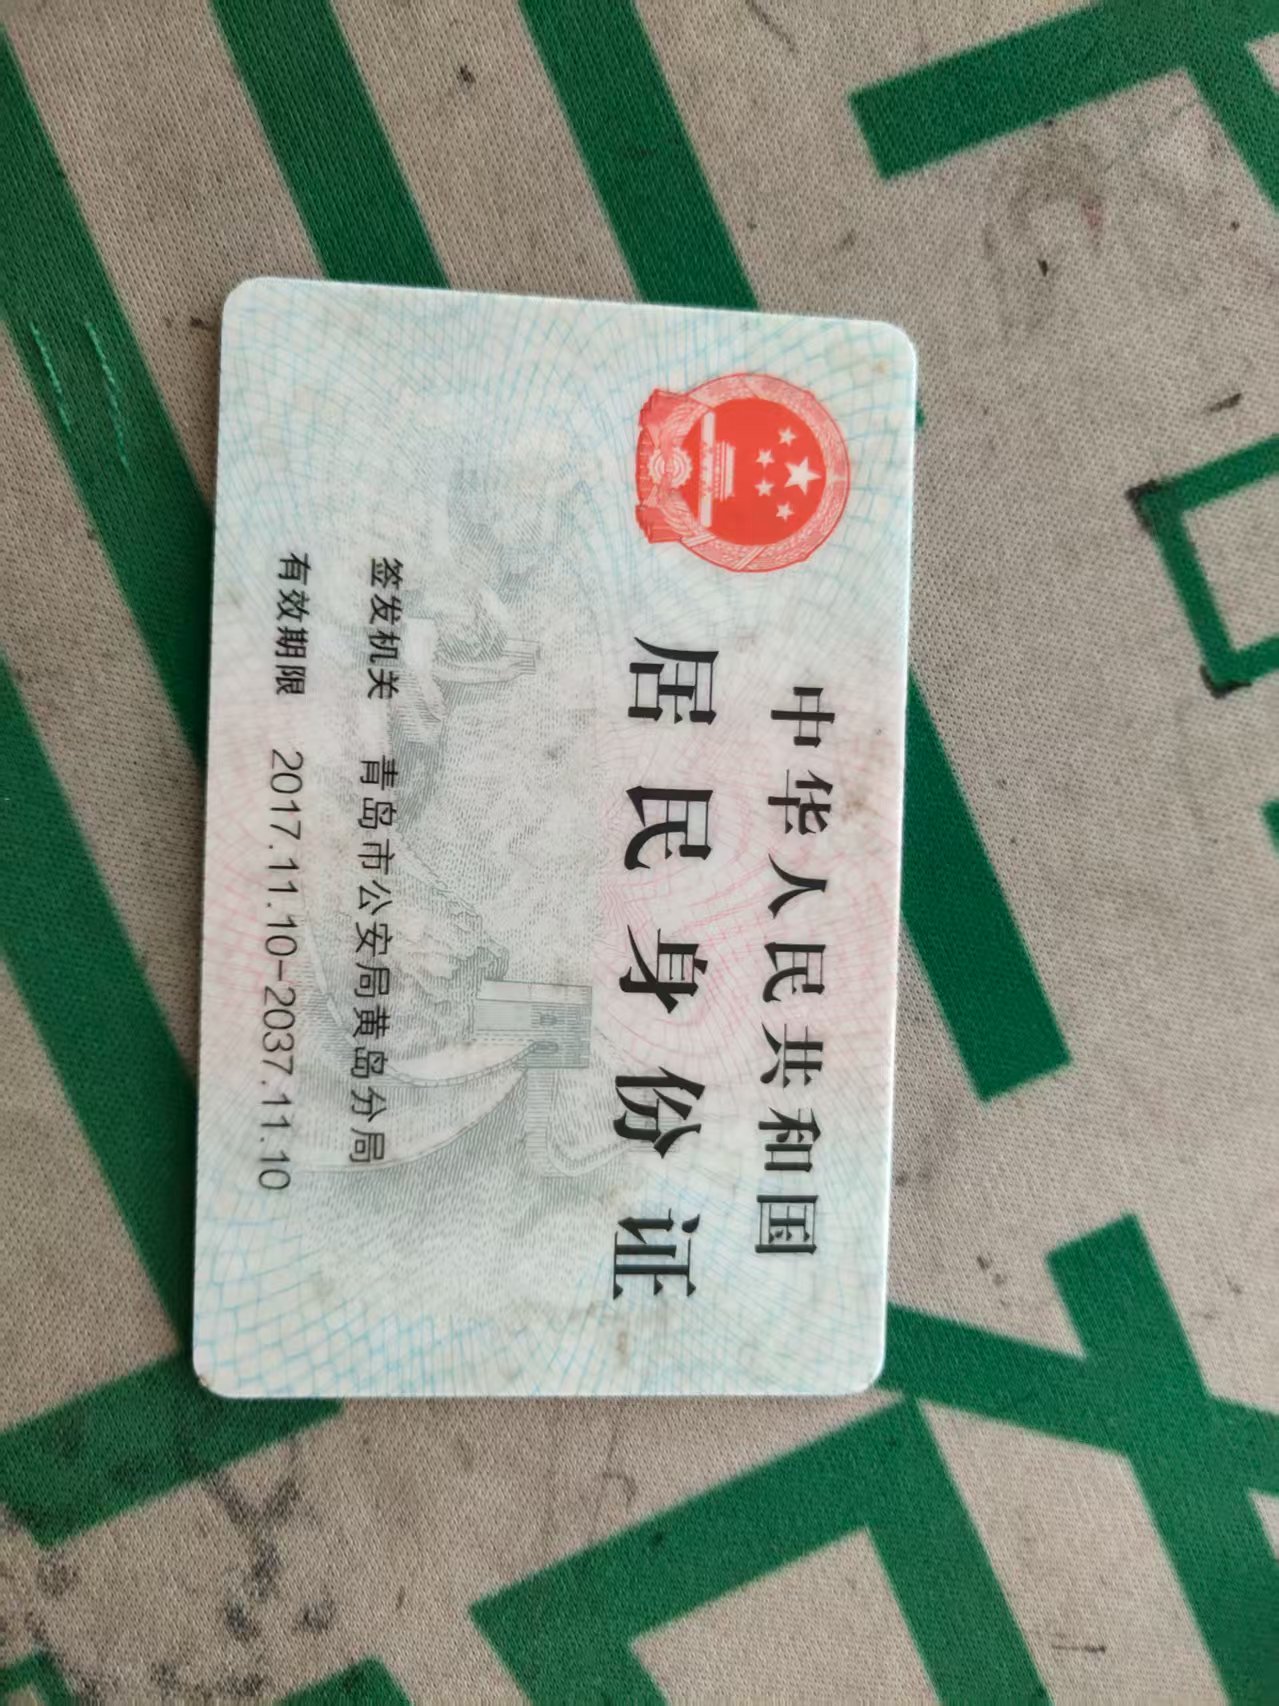 中华人民共和国
居民身份证
签发机关 青岛市公安局黄岛分局
有效期限 2017.11.10-2037.11.10